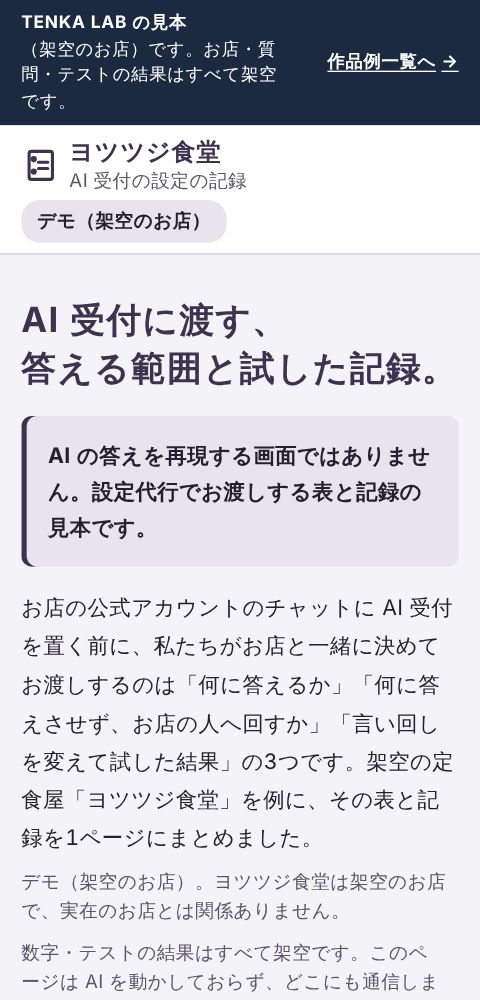 TENKA LAB の見本
（架空のお店）です。お店・質
問・テストの結果はすべて架空
です。
作品例一覧へ →
ヨツツジ食堂
AI 受付の設定の記録
デモ（架空のお店）
AI 受付に渡す、
答える範囲と試した記録。
AI の答えを再現する画面ではありませ
ん。設定代行でお渡しする表と記録の
見本です。
お店の公式アカウントのチャットに AI 受付
を置く前に、私たちがお店と一緒に決めて
お渡しするのは「何に答えるか」「何に答
えさせず、お店の人へ回すか」「言い回し
を変えて試した結果」の3つです。架空の定
食屋「ヨツツジ食堂」を例に、その表と記
録を1ページにまとめました。
デモ（架空のお店）。ヨツツジ食堂は架空のお店
で、実在のお店とは関係ありません。
数字・テストの結果はすべて架空です。このペ
ージは AI を動かしておらず、どこにも通信しま